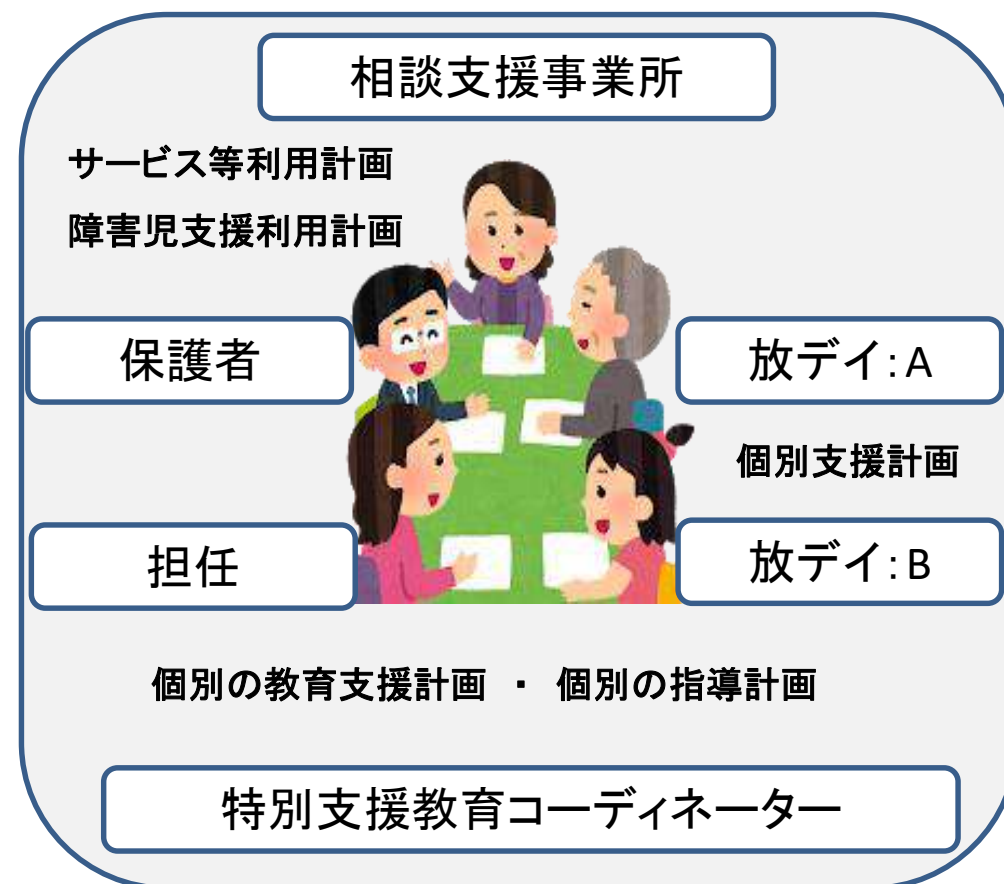 相談支援事業所
サービス等利用計画
障害児支援利用計画
保護者
放デイ:A
個別支援計画
担任
放デイ:B
個別の教育支援計画 ・ 個別の指導計画
特別支援教育コーディネーター